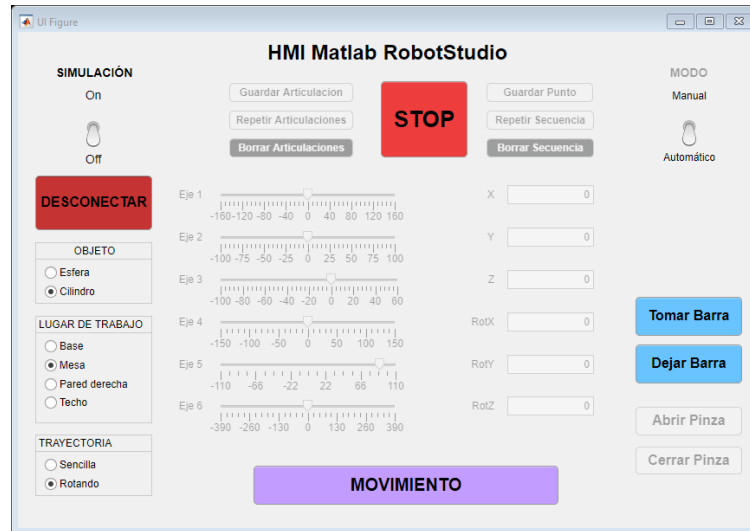 UI Figure
HMI Matlab RobotStudio
SIMULACIÓN
On
Off
DESCONECTAR
OBJETO
Esfera
Cilindro
LUGAR DE TRABAJO
Base
Mesa
Pared derecha
Techo
TRAYECTORIA
Sencilla
Rotando
Guardar Articulacion
Repetir Articulaciones
Borrar Articulaciones
STOP
Guardar Punto
Repetir Secuencia
Borrar Secuencia
MODO
Manual
Automático
Eje 1
-160 -120 -80 -40 0 40 80 120 160
Eje 2
-100 -75 -50 -25 0 25 50 75 100
Eje 3
-100 -80 -60 -40 -20 0 20 40 60
Eje 4
-150 -100 -50 0 50 100 150
Eje 5
-110 -66 -22 22 66 110
Eje 6
-390 -260 -130 0 130 260 390
X 0
Y 0
Z 0
RotX 0
RotY 0
RotZ 0
Tomar Barra
Dejar Barra
Abrir Pinza
Cerrar Pinza
MOVIMIENTO